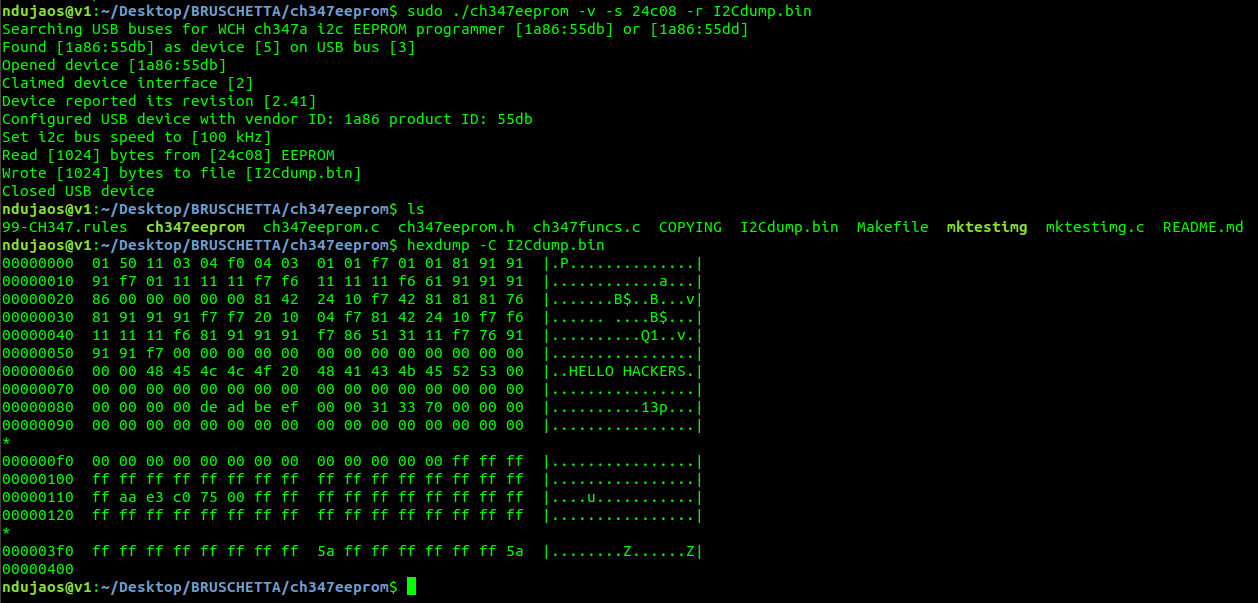 ndujaos@v1:~/Desktop/BRUSCHETTA/ch347eeprom$ sudo ./ch347eeprom -v -s 24c08 -r I2Cdump.bin
Searching USB buses for WCH ch347a i2c EEPROM programmer [1a86:55db] or [1a86:55dd]
Found [1a86:55db] as device [5] on USB bus [3]
Opened device [1a86:55db]
Claimed device interface [2]
Device reported its revision [2.41]
Configured USB device with vendor ID: 1a86 product ID: 55db
Set i2c bus speed to [100 kHz]
Read [1024] bytes from [24c08] EEPROM
Wrote [1024] bytes to file [I2Cdump.bin]
Closed USB device
ndujaos@v1:~/Desktop/BRUSCHETTA/ch347eeprom$ ls
99-CH347.rules  ch347eeprom  ch347eeprom.c  ch347eeprom.h  ch347funcs.c  COPYING  I2Cdump.bin  Makefile  mktestimg  mktestimg.c  README.md
ndujaos@v1:~/Desktop/BRUSCHETTA/ch347eeprom$ hexdump -C I2Cdump.bin
00000000  01 50 11 03 04 f0 04 03  01 01 f7 01 01 81 91 91  |.P..............|
00000010  91 f7 01 11 11 11 f7 f6  11 11 11 f6 61 91 91 91  |............a...|
00000020  86 00 00 00 00 00 81 42  24 10 f7 42 81 81 81 76  |.......B$..B...v|
00000030  81 91 91 91 f7 f7 20 10  04 f7 81 42 24 10 f7 f6  |...... ....B$...|
00000040  11 11 11 f6 81 91 91 91  f7 86 51 31 11 f7 76 91  |..........Q1..v.|
00000050  91 91 f7 00 00 00 00 00  00 00 00 00 00 00 00 00  |................|
00000060  00 00 48 45 4c 4c 4f 20  48 41 43 4b 45 52 53 00  |..HELLO HACKERS.|
00000070  00 00 00 00 00 00 00 00  00 00 00 00 00 00 00 00  |................|
00000080  00 00 00 00 de ad be ef  00 00 31 33 70 00 00 00  |..........13p...|
00000090  00 00 00 00 00 00 00 00  00 00 00 00 00 00 00 00  |................|
*
000000f0  00 00 00 00 00 00 00 00  00 00 00 00 00 ff ff ff  |................|
00000100  ff ff ff ff ff ff ff ff  ff ff ff ff ff ff ff ff  |................|
00000110  ff aa e3 c0 75 00 ff ff  ff ff ff ff ff ff ff ff  |....u...........|
00000120  ff ff ff ff ff ff ff ff  ff ff ff ff ff ff ff ff  |................|
*
000003f0  ff ff ff ff ff ff ff ff  5a ff ff ff ff ff ff 5a  |........Z......Z|
00000400
ndujaos@v1:~/Desktop/BRUSCHETTA/ch347eeprom$